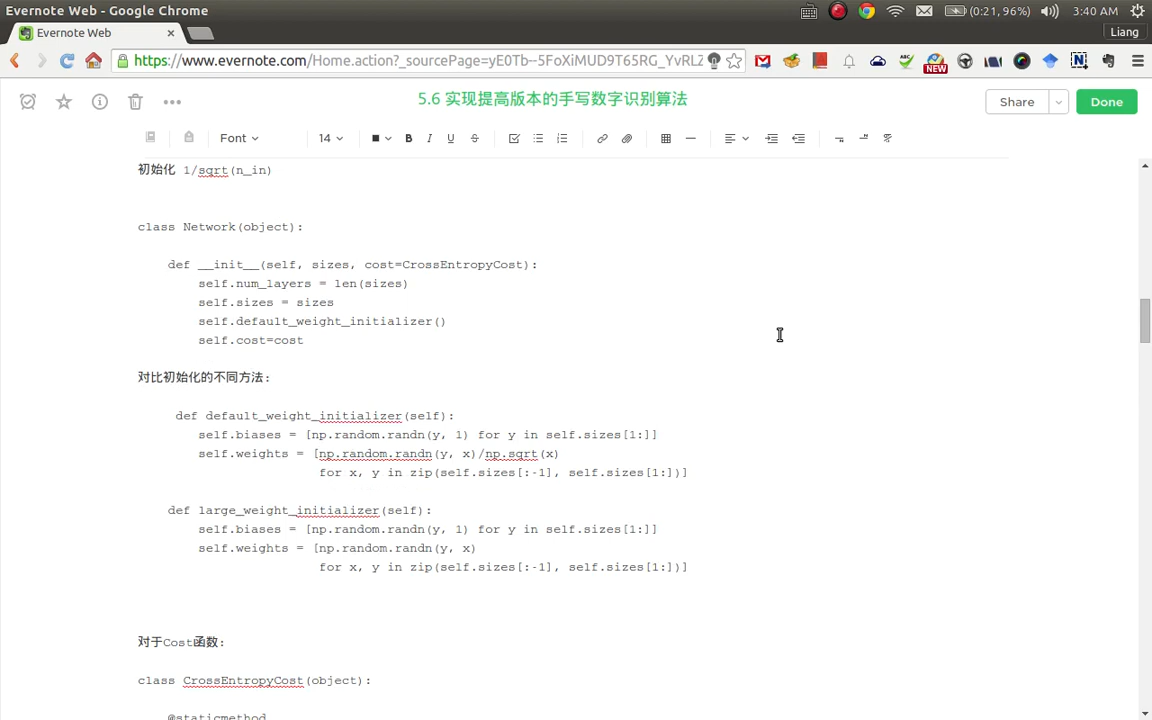 Evernote Web - Google Chrome
(0:21, 96%)
3:40 AM
Evernote Web
Liang
https://www.evernote.com/Home.action?_sourcePage=yE0Tb--5FoXiMUD9T65RG_YvRLZ
NEW
5.6 实现提高版本的手写数字识别算法
Share
Done
Font
14
B
I
U
初始化 1/sqrt(n_in)
class Network(object):
def __init__(self, sizes, cost=CrossEntropyCost):
self.num_layers = len(sizes)
self.sizes = sizes
self.default_weight_initializer()
self.cost=cost
对比初始化的不同方法:
def default_weight_initializer(self):
self.biases = [np.random.randn(y, 1) for y in self.sizes[1:]]
self.weights = [np.random.randn(y, x)/np.sqrt(x)
for x, y in zip(self.sizes[:-1], self.sizes[1:])]
def large_weight_initializer(self):
self.biases = [np.random.randn(y, 1) for y in self.sizes[1:]]
self.weights = [np.random.randn(y, x)
for x, y in zip(self.sizes[:-1], self.sizes[1:])]
对于Cost函数:
class CrossEntropyCost(object):
@staticmethod